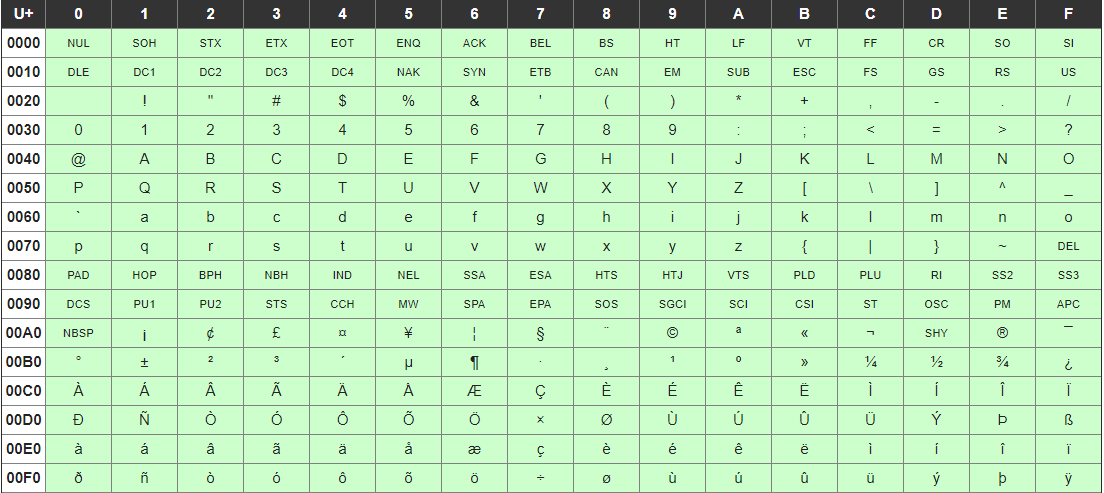 U+ 0 1 2 3 4 5 6 7 8 9 A B C D E F
0000 NUL SOH STX ETX EOT ENQ ACK BEL BS HT LF VT FF CR SO SI
0010 DLE DC1 DC2 DC3 DC4 NAK SYN ETB CAN EM SUB ESC FS GS RS US
0020 ! " # $ % & ' ( ) * + , - . /
0030 0 1 2 3 4 5 6 7 8 9 : ; < = > ?
0040 @ A B C D E F G H I J K L M N O
0050 P Q R S T U V W X Y Z [ \ ] ^ _
0060 ` a b c d e f g h i j k l m n o
0070 p q r s t u v w x y z { | } ~ DEL
0080 PAD HOP BPH NBH IND NEL SSA ESA HTS HTJ VTS PLD PLU RI SS2 SS3
0090 DCS PU1 PU2 STS CCH MW SPA EPA SOS SGCI SCI CSI ST OSC PM APC
00A0 NBSP ¡ ¢ £ ¤ ¥ ¦ § ¨ © ª « ¬ SHY ® ¯
00B0 ° ± ² ³ ´ µ ¶ · ¸ ¹ º » ¼ ½ ¾ ¿
00C0 À Á Â Ã Ä Å Æ Ç È É Ê Ë Ì Í Î Ï
00D0 Ð Ñ Ò Ó Ô Õ Ö × Ø Ù Ú Û Ü Ý Þ ß
00E0 à á â ã ä å æ ç è é ê ë ì í î ï
00F0 ð ñ ò ó ô õ ö ÷ ø ù ú û ü ý þ ÿ